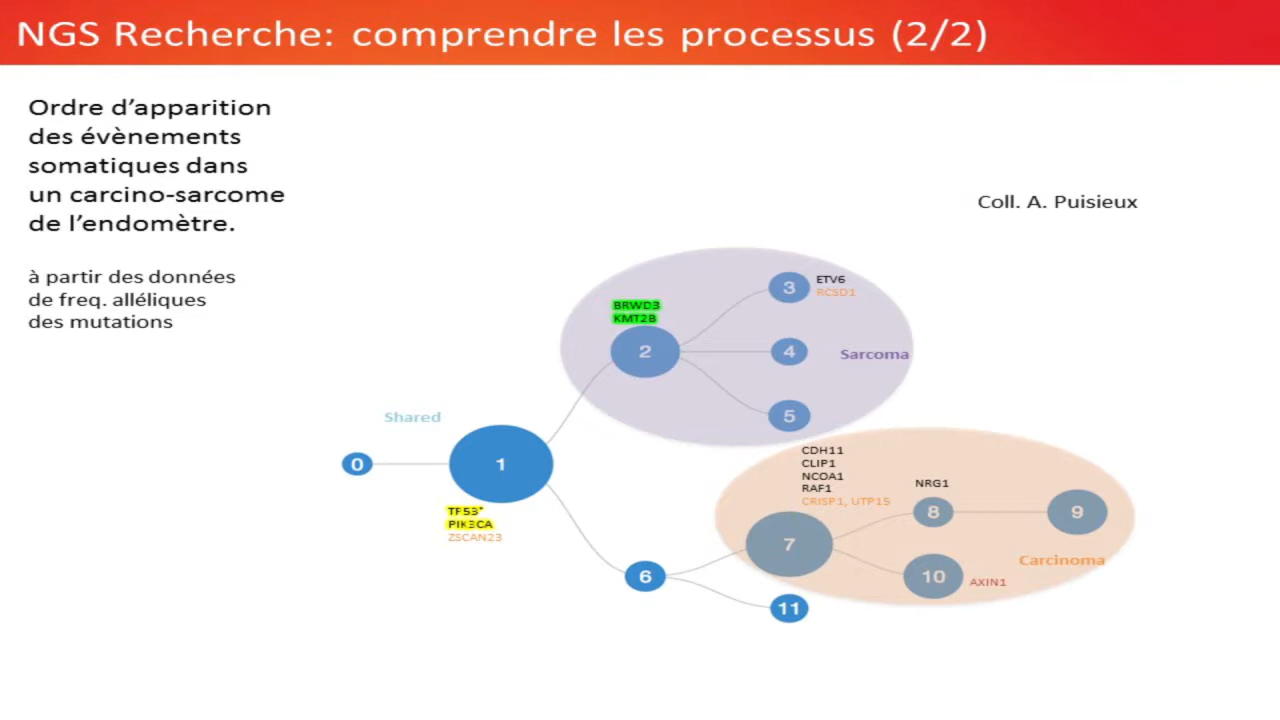 NGS Recherche: comprendre les processus (2/2)
Ordre d’apparition
des évènements
somatiques dans
un carcino-sarcome
de l’endomètre.
à partir des données
de freq. alléliques
des mutations
Coll. A. Puisieux
BRWD3
KMT2B
2
3
ETV6
RCSD1
4
Sarcoma
5
Shared
0
1
TP53*
PIK3CA
ZSCAN23
CDH11
CLIP1
NCOA1
RAF1
CRISP1, UTP15
NRG1
6
7
8
9
Carcinoma
10
AXIN1
11